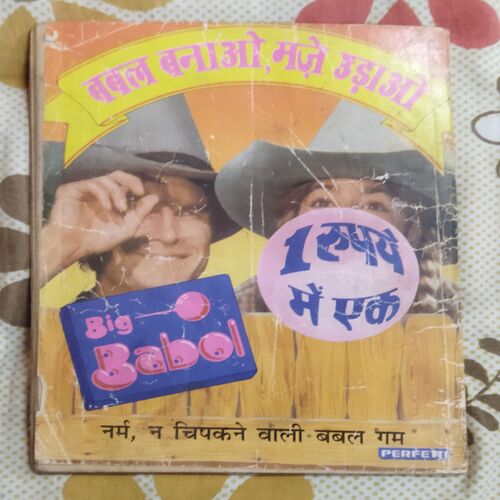 बबल बनाओ, मज़े उड़ाओ
1 रुपये
में एक
Big
Babol
नर्म, न चिपकने वाली बबल गम
PERFETTI